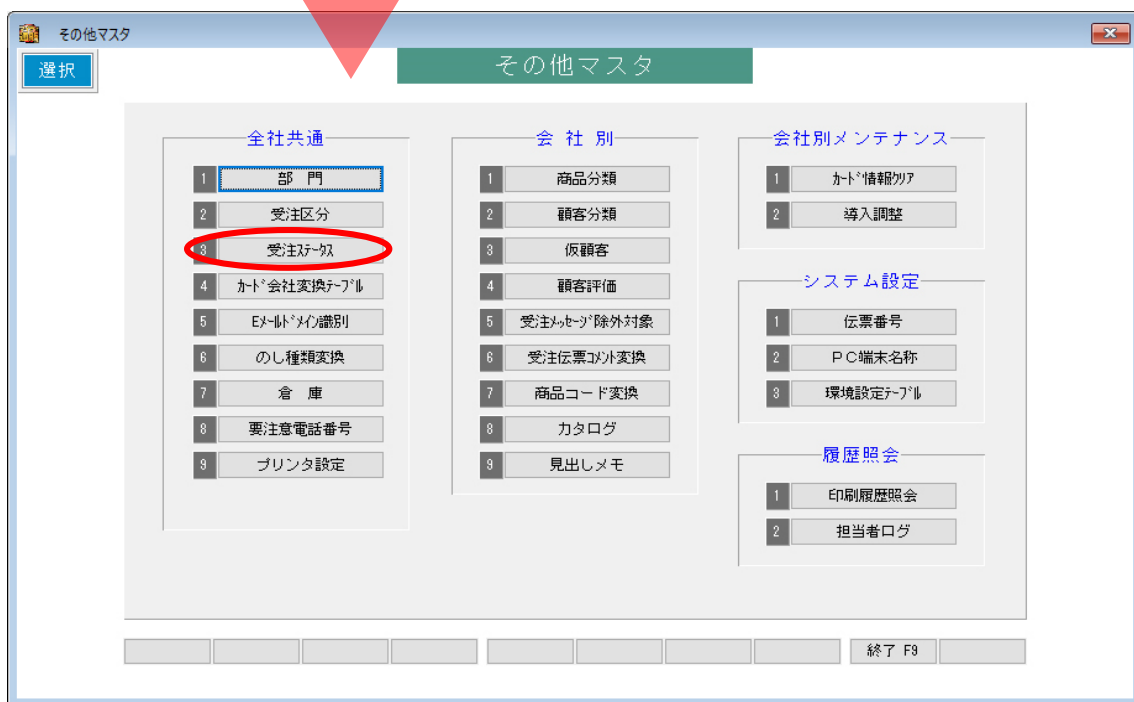 その他マスタ
選択
その他マスタ
全社共通
1 部 門
2 受注区分
3 受注ｽﾃｰﾀｽ
4 ｶｰﾄﾞ会社変換ﾃｰﾌﾞﾙ
5 Eﾒｰﾙﾄﾞﾒｲﾝ識別
6 のし種類変換
7 倉 庫
8 要注意電話番号
9 プリンタ設定
会 社 別
1 商品分類
2 顧客分類
3 仮顧客
4 顧客評価
5 受注ﾒｯｾｰｼﾞ除外対象
6 受注伝票ｺﾒﾝﾄ変換
7 商品コード変換
8 カタログ
9 見出しメモ
会社別メンテナンス
1 ｶｰﾄﾞ情報ｸﾘｱ
2 導入調整
システム設定
1 伝票番号
2 ＰＣ端末名称
3 環境設定ﾃｰﾌﾞﾙ
履歴照会
1 印刷履歴照会
2 担当者ログ
終了 F9